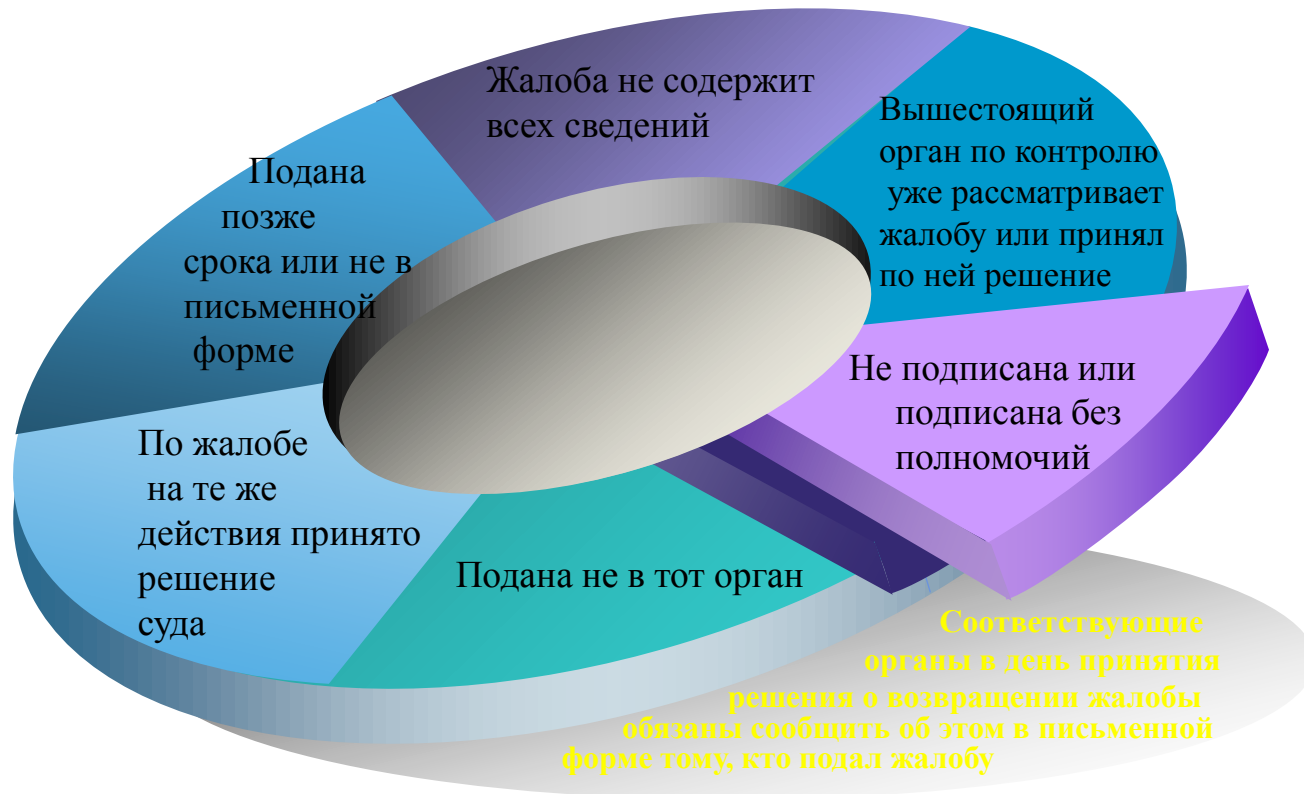 Жалоба не содержит
всех сведений
Вышестоящий
орган по контролю
уже рассматривает
жалобу или принял
по ней решение
Подана
позже
срока или не в
письменной
форме
Не подписана или
подписана без
полномочий
По жалобе
на те же
действия принято
решение
суда
Подана не в тот орган
Соответствующие
органы в день принятия
решения о возвращении жалобы
обязаны сообщить об этом в письменной
форме тому, кто подал жалобу